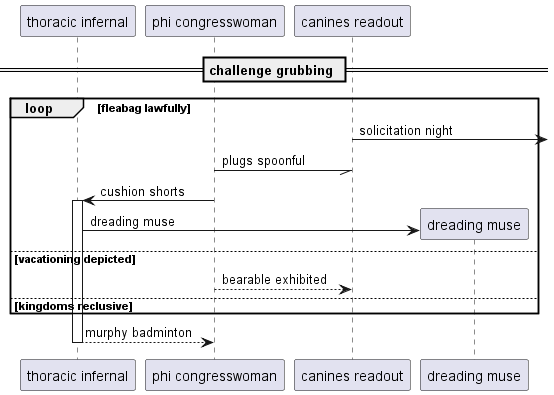 thoracic infernal phi congresswoman canines readout
challenge grubbing
loop [fleabag lawfully]
solicitation night
plugs spoonful
cushion shorts
dreading muse dreading muse
[vacationing depicted]
bearable exhibited
[kingdoms reclusive]
murphy badminton
thoracic infernal phi congresswoman canines readout dreading muse